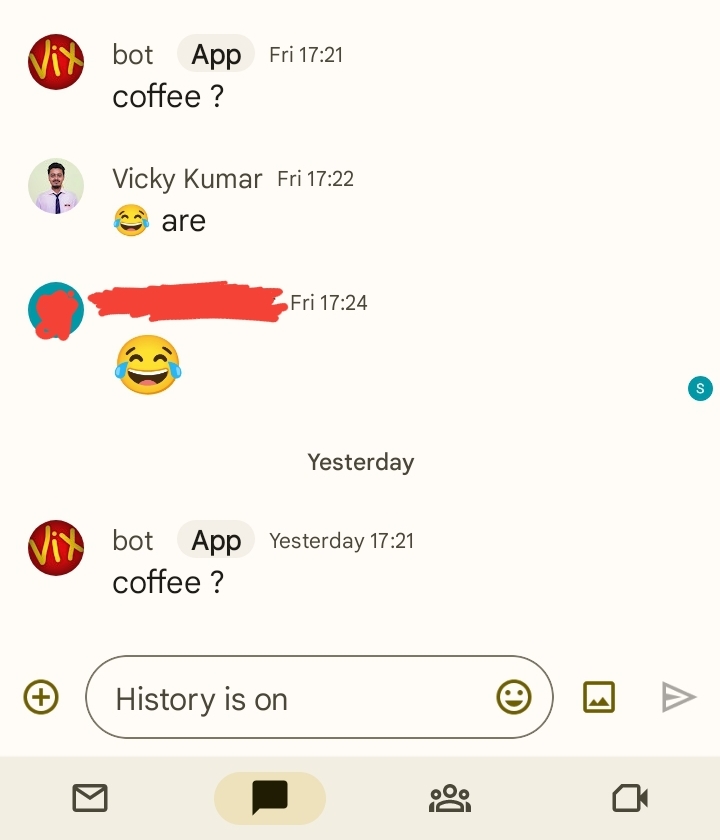 ViX
bot App Fri 17:21
coffee ?
Vicky Kumar Fri 17:22
😂 are
Fri 17:24
😂
S
Yesterday
ViX
bot App Yesterday 17:21
coffee ?
History is on